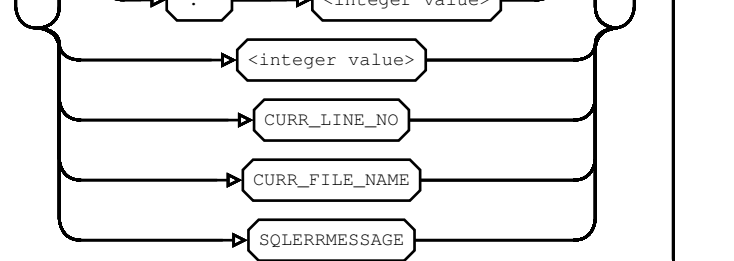 . <integer value>
<integer value>
CURR_LINE_NO
CURR_FILE_NAME
SQLERRMESSAGE